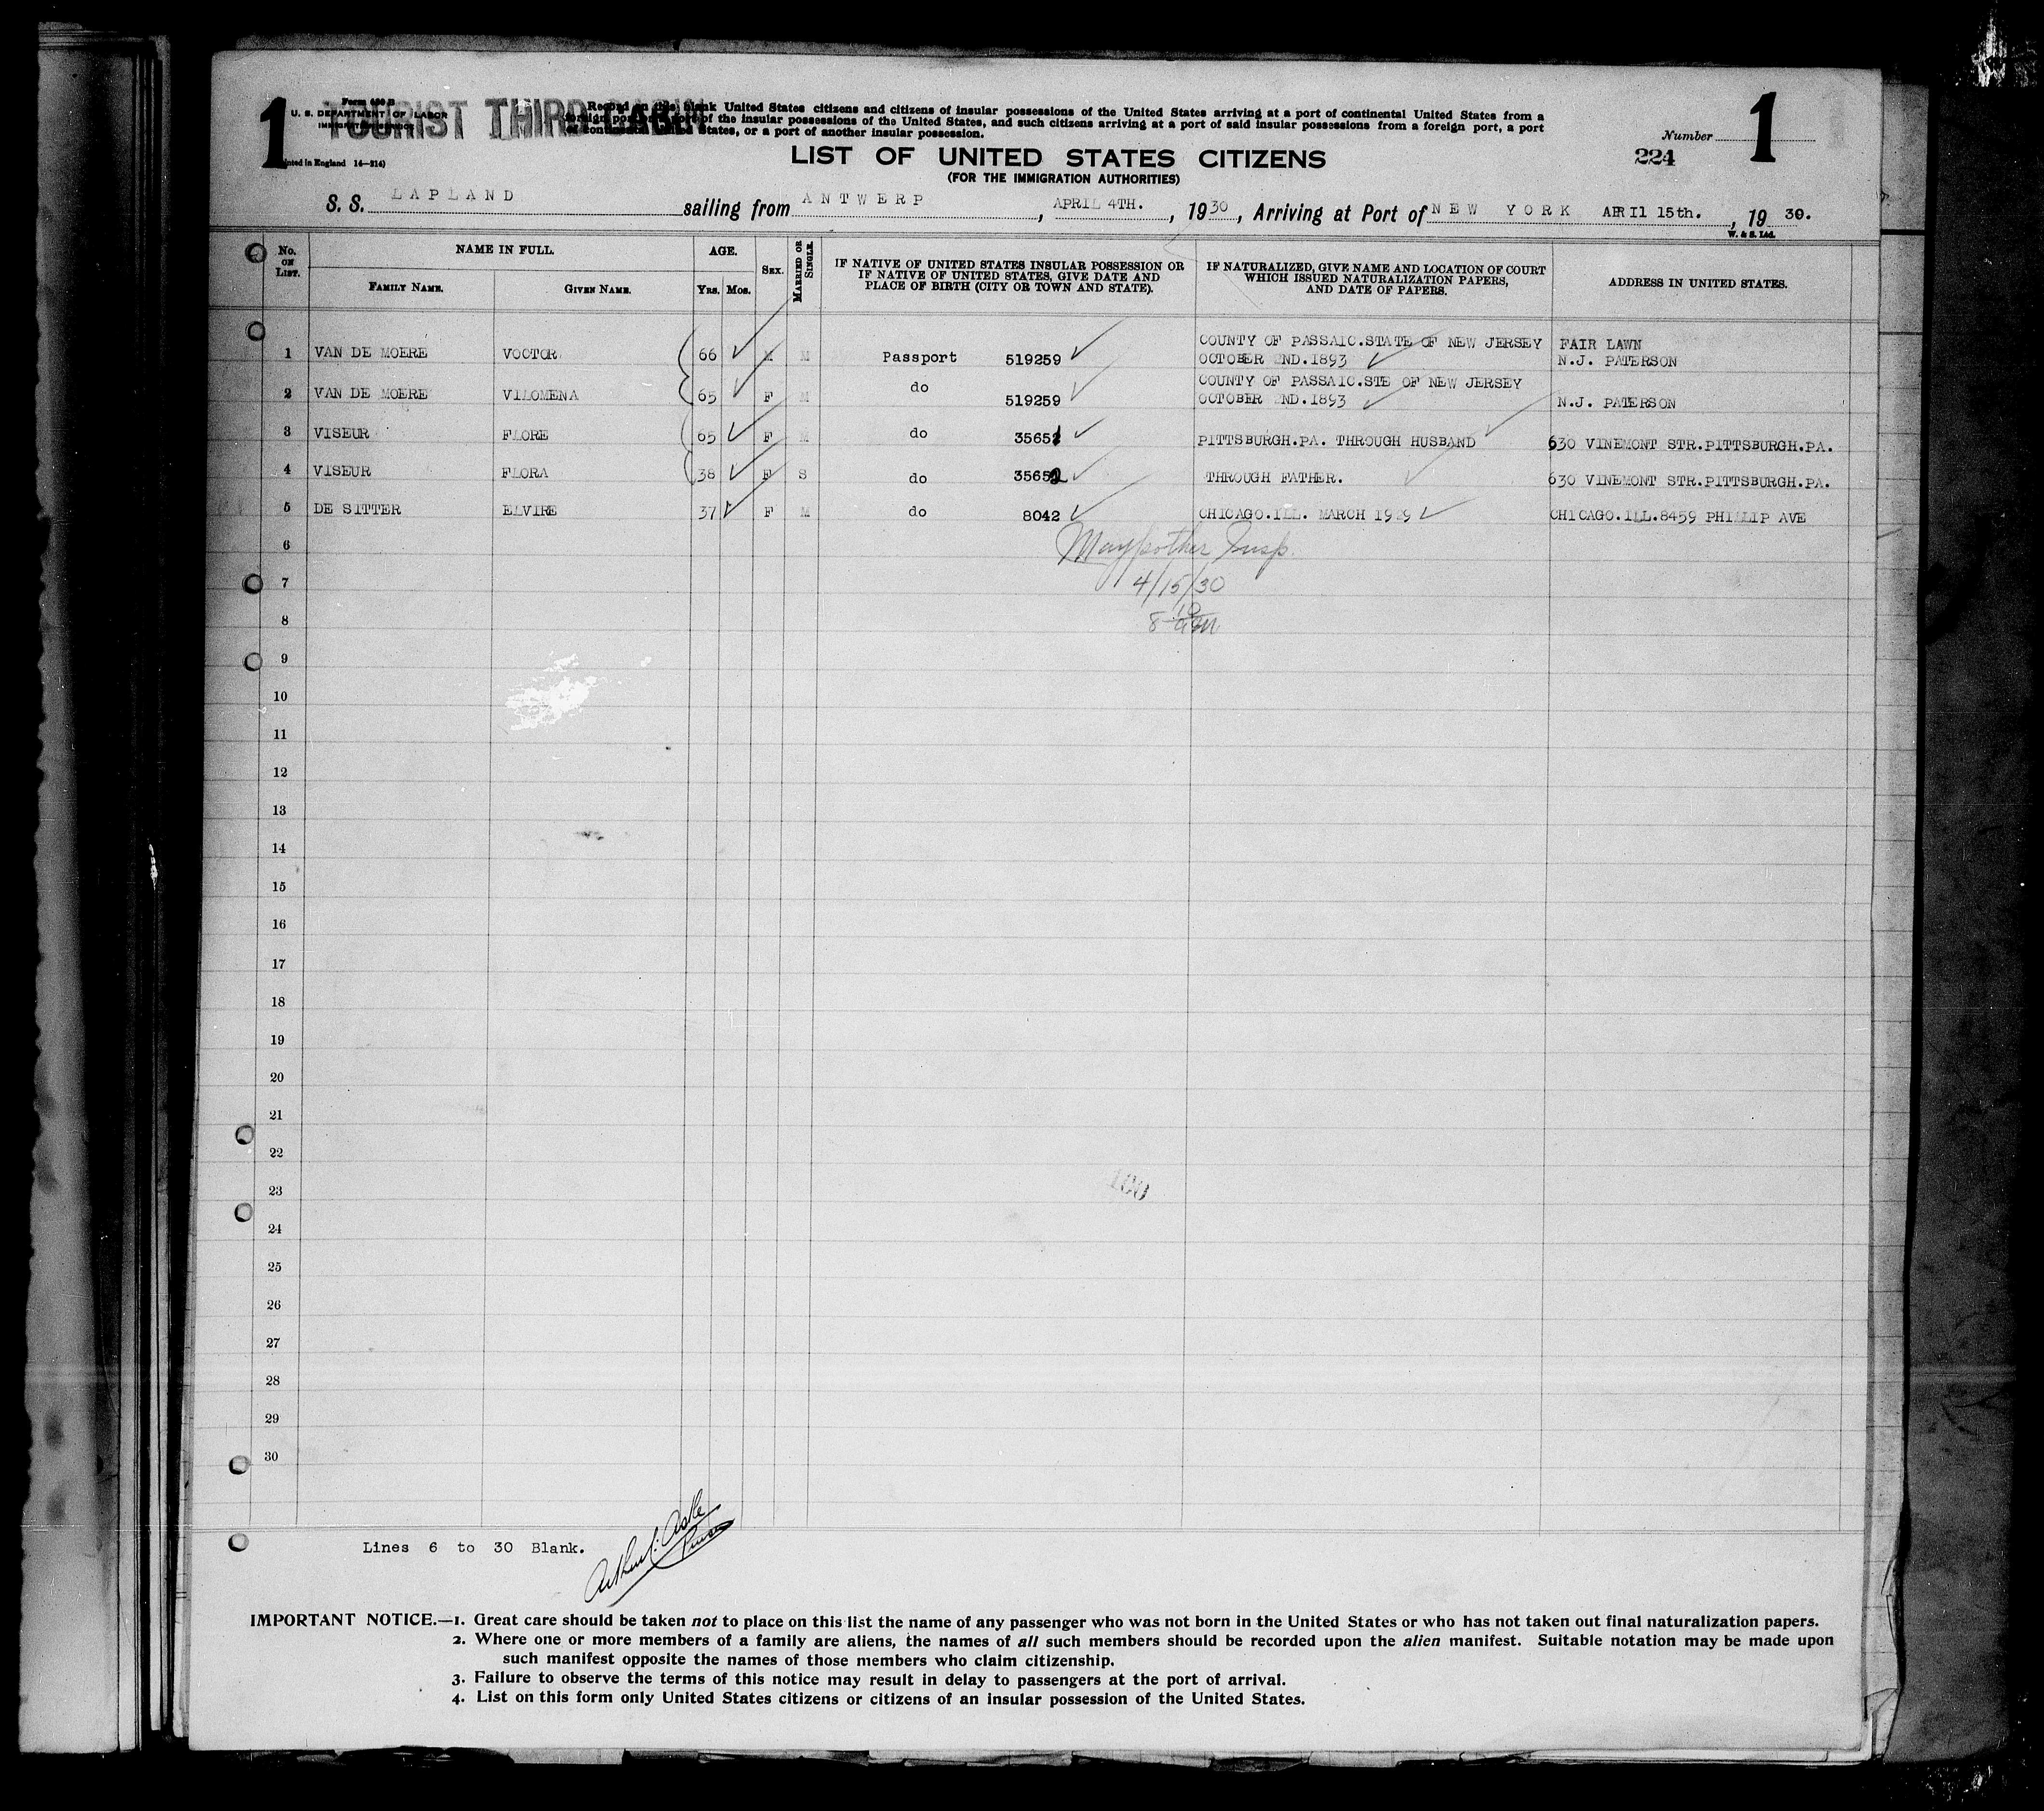 1 TOURIST THIRD CABIN 1
Form 630 B
U. S. DEPARTMENT OF LABOR
IMMIGRATION SERVICE
(Printed in England 14—314)
Record on this blank United States citizens and citizens of insular possessions of the United States arriving at a port of continental United States from a
foreign port or a port of the insular possessions of the United States, and such citizens arriving at a port of said insular possessions from a foreign port, a port
of continental United States, or a port of another insular possession.
Number
224
LIST OF UNITED STATES CITIZENS
(FOR THE IMMIGRATION AUTHORITIES)
S. S. LAPLAND sailing from ANTWERP, APRIL 4TH., 1930, Arriving at Port of NEW YORK APRIl 15th., 1930.
W. & S. Ltd.
No. ON LIST. NAME IN FULL. FAMILY NAME. GIVEN NAME. AGE. YRS. MOS. SEX. MARRIED OR SINGLE. IF NATIVE OF UNITED STATES INSULAR POSSESSION OR IF NATIVE OF UNITED STATES, GIVE DATE AND PLACE OF BIRTH (CITY OR TOWN AND STATE). IF NATURALIZED, GIVE NAME AND LOCATION OF COURT WHICH ISSUED NATURALIZATION PAPERS, AND DATE OF PAPERS. ADDRESS IN UNITED STATES.
1 VAN DE MOERE VOCTOR 66 M M Passport 519259 COUNTY OF PASSAIC.STATE OF NEW JERSEY OCTOBER 2ND.1893 FAIR LAWN N.J. PATERSON
2 VAN DE MOERE VILOMENA 65 F M do 519259 COUNTY OF PASSAIC.STE OF NEW JERSEY OCTOBER 2ND.1893 N.J. PATERSON
3 VISEUR FLORE 65 F M do 35651 PITTSBURGH.PA. THROUGH HUSBAND 630 VINEMONT STR.PITTSBURGH.PA.
4 VISEUR FLORA 38 F S do 35652 THROUGH FATHER. 630 VINEMONT STR.PITTSBURGH.PA.
5 DE SITTER ELVIRE 37 F M do 8042 CHICAGO.ILL. MARCH 1929 CHICAGO.ILL.8459 PHILLIP AVE
6 Maypother Insp.
7 4/15/30
8 8 10 am
9
10
11
12
13
14
15
16
17
18
19
20
21
22
23 100
24
25
26
27
28
29
30
Lines 6 to 30 Blank.
Purser
IMPORTANT NOTICE.—1. Great care should be taken not to place on this list the name of any passenger who was not born in the United States or who has not taken out final naturalization papers.
2. Where one or more members of a family are aliens, the names of all such members should be recorded upon the alien manifest. Suitable notation may be made upon
such manifest opposite the names of those members who claim citizenship.
3. Failure to observe the terms of this notice may result in delay to passengers at the port of arrival.
4. List on this form only United States citizens or citizens of an insular possession of the United States.